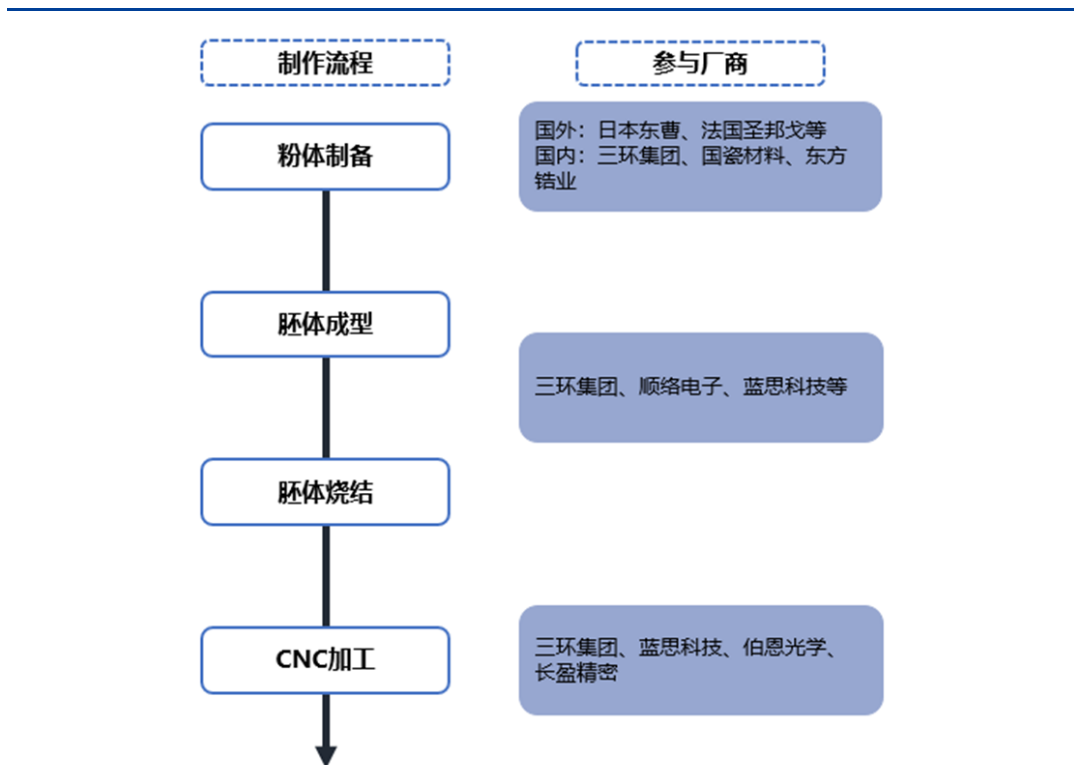 制作流程
参与厂商
粉体制备
国外：日本东曹、法国圣邦戈等
国内：三环集团、国瓷材料、东方
锆业
胚体成型
三环集团、顺络电子、蓝思科技等
胚体烧结
CNC加工
三环集团、蓝思科技、伯恩光学、
长盈精密